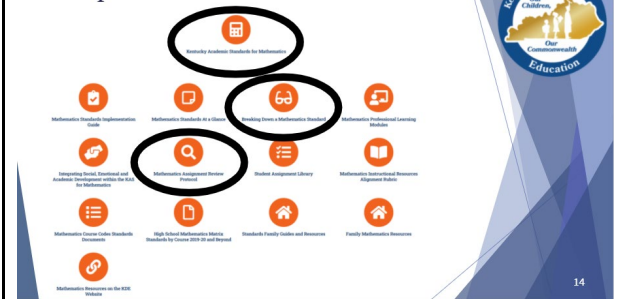 Children,
Our
Commonwealth
Education
Kentucky Academic Standards for Mathematics
Mathematics Standards Implementation
Guide
Mathematics Standards At a Glance
Breaking Down a Mathematics Standard
Mathematics Professional Learning
Modules
Integrating Social, Emotional and
Academic Development within the KAS
for Mathematics
Mathematics Assignment Review
Protocol
Student Assignment Library
Mathematics Instructional Resources
Alignment Rubric
Mathematics Course Codes Standards
Documents
High School Mathematics Matrix
Standards by Course 2019-20 and Beyond
Standards Family Guides and Resources
Family Mathematics Resources
Mathematics Resources on the KDE
Website
14